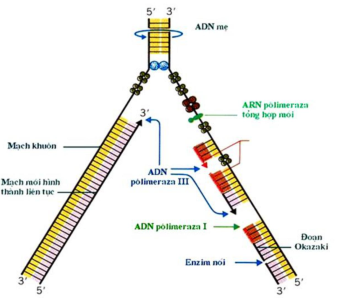 5' 3'
ADN mẹ
ARN pôlimeraza
tổng hợp mồi
3'
Mạch khuôn
ADN
pôlimeraza III
Mạch mới hình
thành liên tục
ADN pôlimeraza I
Đoạn
Okazaki
Enzim nối
3' 5'
3' 5'